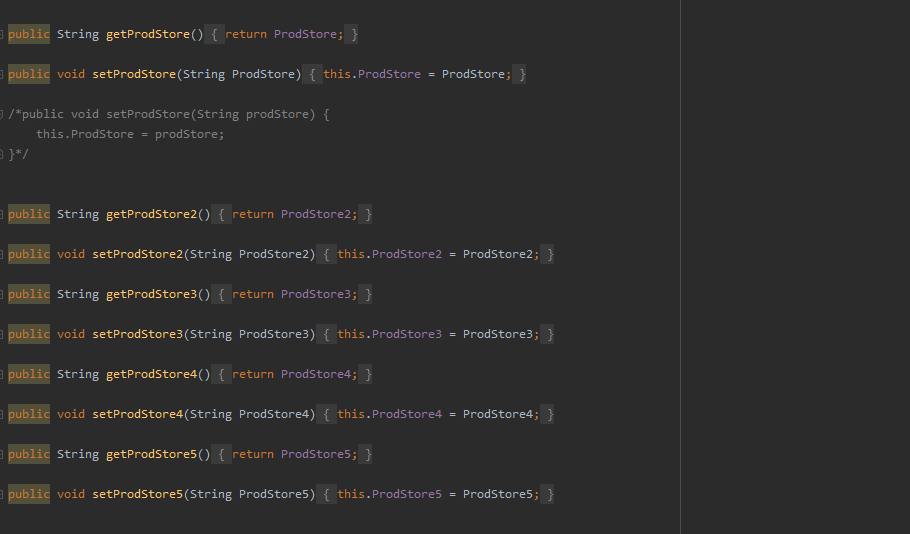 public String getProdStore() { return ProdStore; }
public void setProdStore(String ProdStore) { this.ProdStore = ProdStore; }
/*public void setProdStore(String prodStore) {
    this.ProdStore = prodStore;
}*/
public String getProdStore2() { return ProdStore2; }
public void setProdStore2(String ProdStore2) { this.ProdStore2 = ProdStore2; }
public String getProdStore3() { return ProdStore3; }
public void setProdStore3(String ProdStore3) { this.ProdStore3 = ProdStore3; }
public String getProdStore4() { return ProdStore4; }
public void setProdStore4(String ProdStore4) { this.ProdStore4 = ProdStore4; }
public String getProdStore5() { return ProdStore5; }
public void setProdStore5(String ProdStore5) { this.ProdStore5 = ProdStore5; }